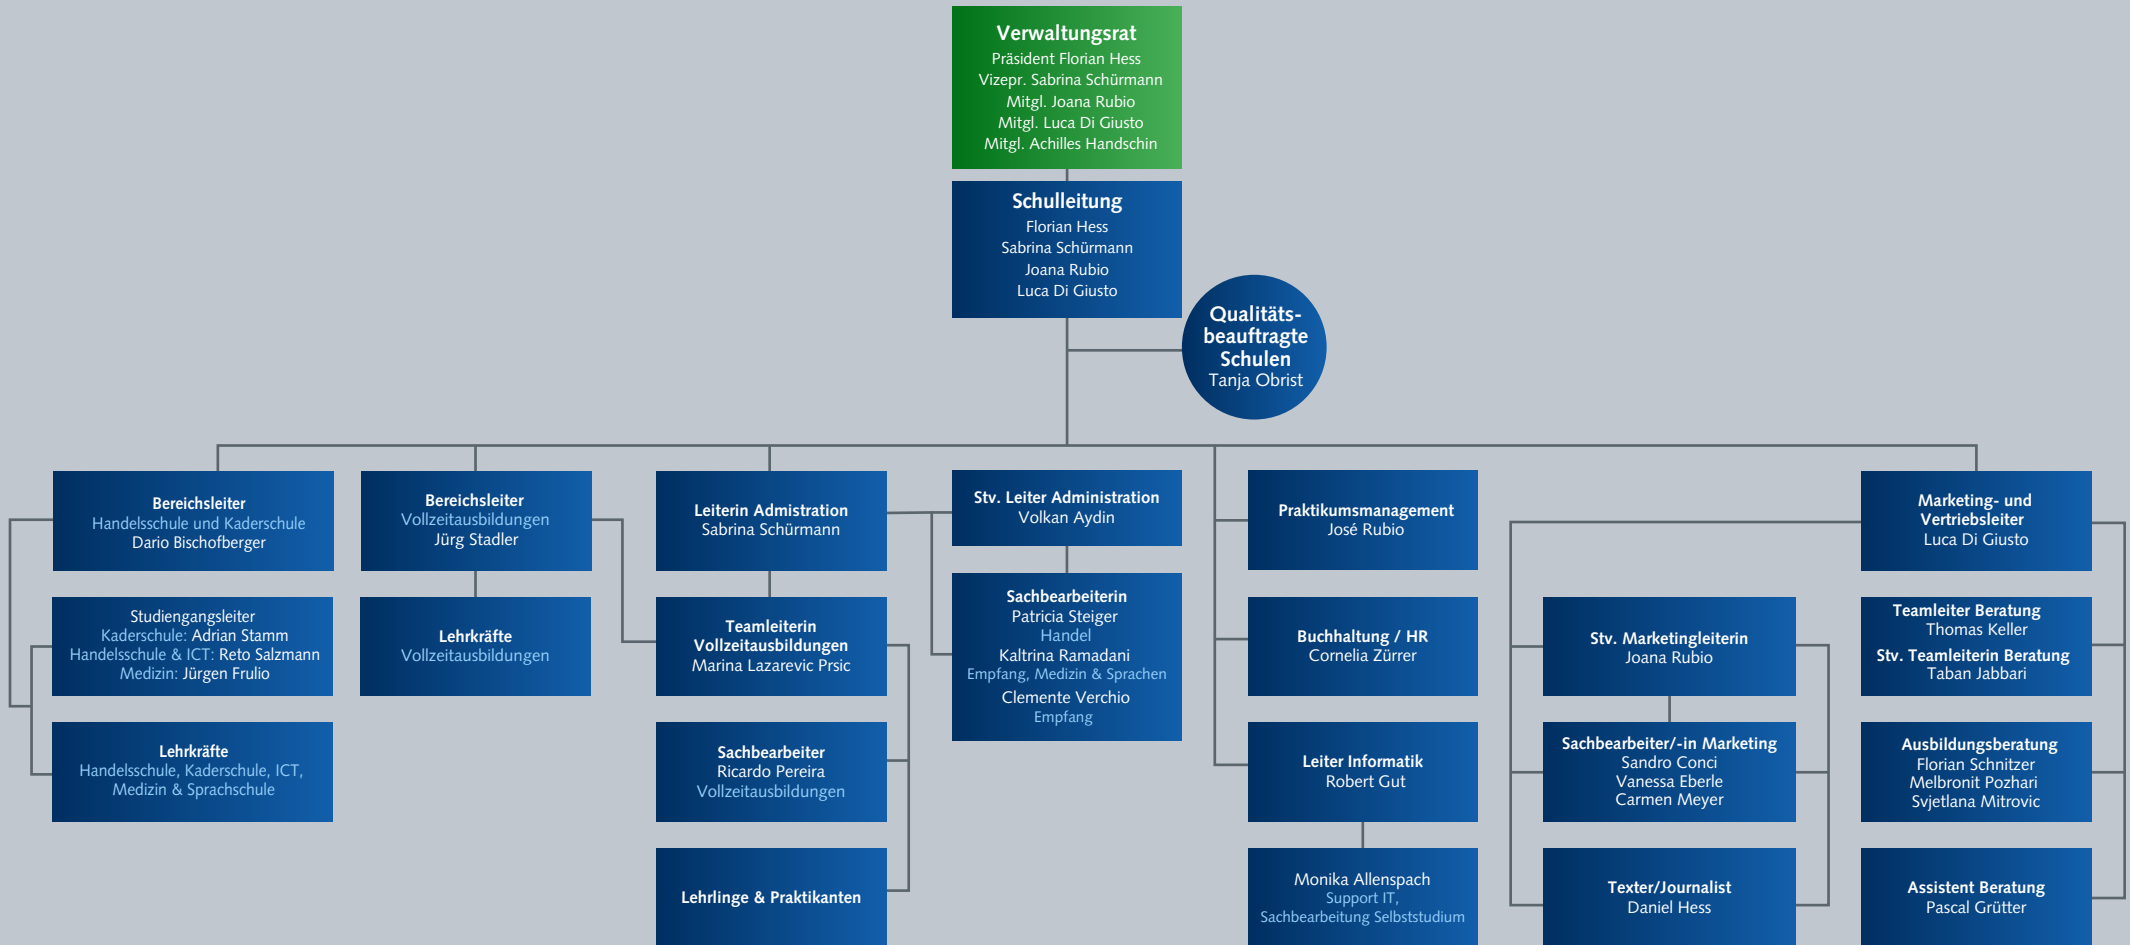 Verwaltungsrat
Präsident Florian Hess
Vizepr. Sabrina Schürmann
Mitgl. Joana Rubio
Mitgl. Luca Di Giusto
Mitgl. Achilles Handschin
Schulleitung
Florian Hess
Sabrina Schürmann
Joana Rubio
Luca Di Giusto
Qualitäts-
beauftragte
Schulen
Tanja Obrist
Bereichsleiter
Handelsschule und Kaderschule
Dario Bischofberger
Studiengangsleiter
Kaderschule: Adrian Stamm
Handelsschule & ICT: Reto Salzmann
Medizin: Jürgen Frulio
Lehrkräfte
Handelsschule, Kaderschule, ICT,
Medizin & Sprachschule
Bereichsleiter
Vollzeitausbildungen
Jürg Stadler
Lehrkräfte
Vollzeitausbildungen
Leiterin Admistration
Sabrina Schürmann
Teamleiterin
Vollzeitausbildungen
Marina Lazarevic Prsic
Sachbearbeiter
Ricardo Pereira
Vollzeitausbildungen
Lehrlinge & Praktikanten
Stv. Leiter Administration
Volkan Aydin
Sachbearbeiterin
Patricia Steiger
Handel
Kaltrina Ramadani
Empfang, Medizin & Sprachen
Clemente Verchio
Empfang
Praktikumsmanagement
José Rubio
Buchhaltung / HR
Cornelia Zürrer
Leiter Informatik
Robert Gut
Monika Allenspach
Support IT,
Sachbearbeitung Selbststudium
Stv. Marketingleiterin
Joana Rubio
Sachbearbeiter/-in Marketing
Sandro Conci
Vanessa Eberle
Carmen Meyer
Texter/Journalist
Daniel Hess
Marketing- und
Vertriebsleiter
Luca Di Giusto
Teamleiter Beratung
Thomas Keller
Stv. Teamleiterin Beratung
Taban Jabbari
Ausbildungsberatung
Florian Schnitzer
Melbronit Pozhari
Svjetlana Mitrovic
Assistent Beratung
Pascal Grütter